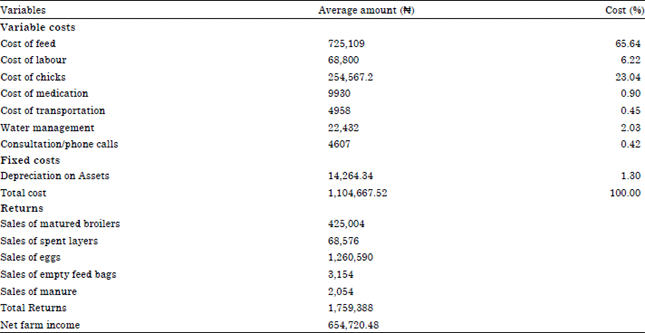 Variables Average amount (₦) Cost (%)
Variable costs
Cost of feed 725,109 65.64
Cost of labour 68,800 6.22
Cost of chicks 254,567.2 23.04
Cost of medication 9930 0.90
Cost of transportation 4958 0.45
Water management 22,432 2.03
Consultation/phone calls 4607 0.42
Fixed costs
Depreciation on Assets 14,264.34 1.30
Total cost 1,104,667.52 100.00
Returns
Sales of matured broilers 425,004
Sales of spent layers 68,576
Sales of eggs 1,260,590
Sales of empty feed bags 3,154
Sales of manure 2,054
Total Returns 1,759,388
Net farm income 654,720.48